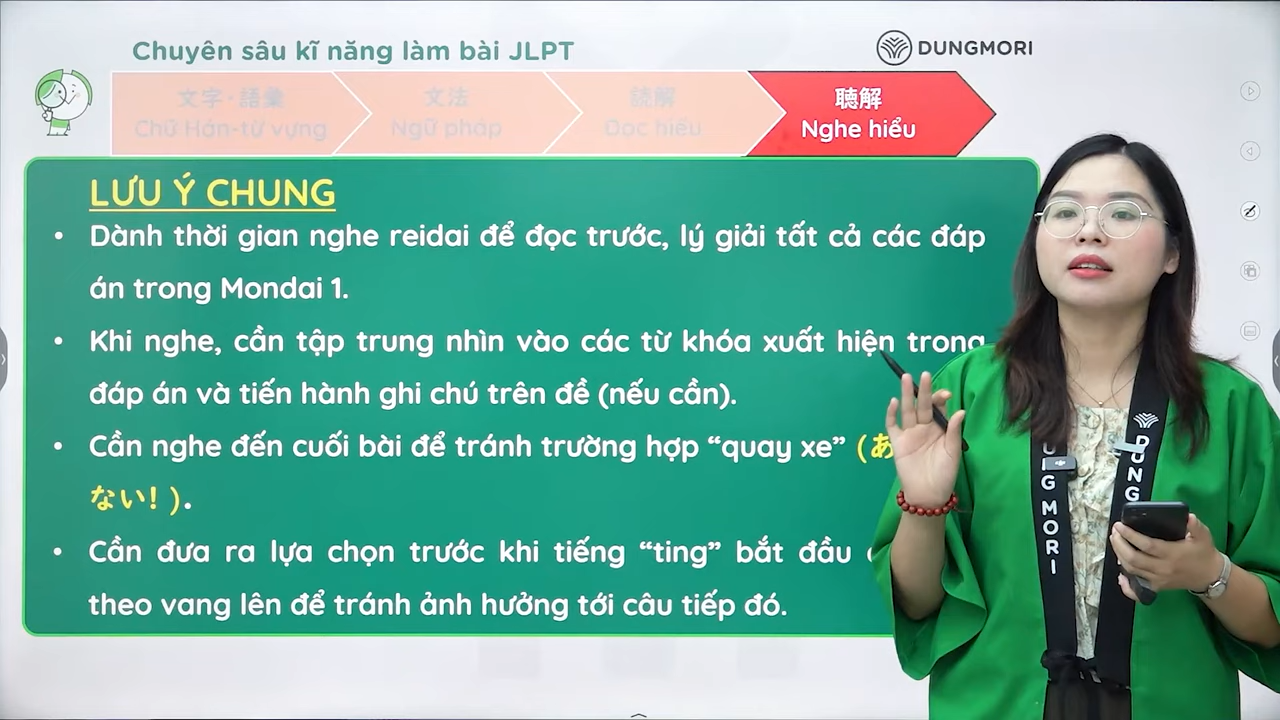 Chuyên sâu kĩ năng làm bài JLPT
DUNGMORI
文字・語彙
Chữ Hán-từ vựng
文法
Ngữ pháp
読解
Đọc hiểu
聴解
Nghe hiểu
LƯU Ý CHUNG
• Dành thời gian nghe reidai để đọc trước, lý giải tất cả các đáp
án trong Mondai 1.
• Khi nghe, cần tập trung nhìn vào các từ khóa xuất hiện trong
đáp án và tiến hành ghi chú trên đề (nếu cần).
• Cần nghe đến cuối bài để tránh trường hợp “quay xe” (あ
ない! ).
• Cần đưa ra lựa chọn trước khi tiếng “ting” bắt đầu
theo vang lên để tránh ảnh hưởng tới câu tiếp đó.
DUNGMORI
DUNG